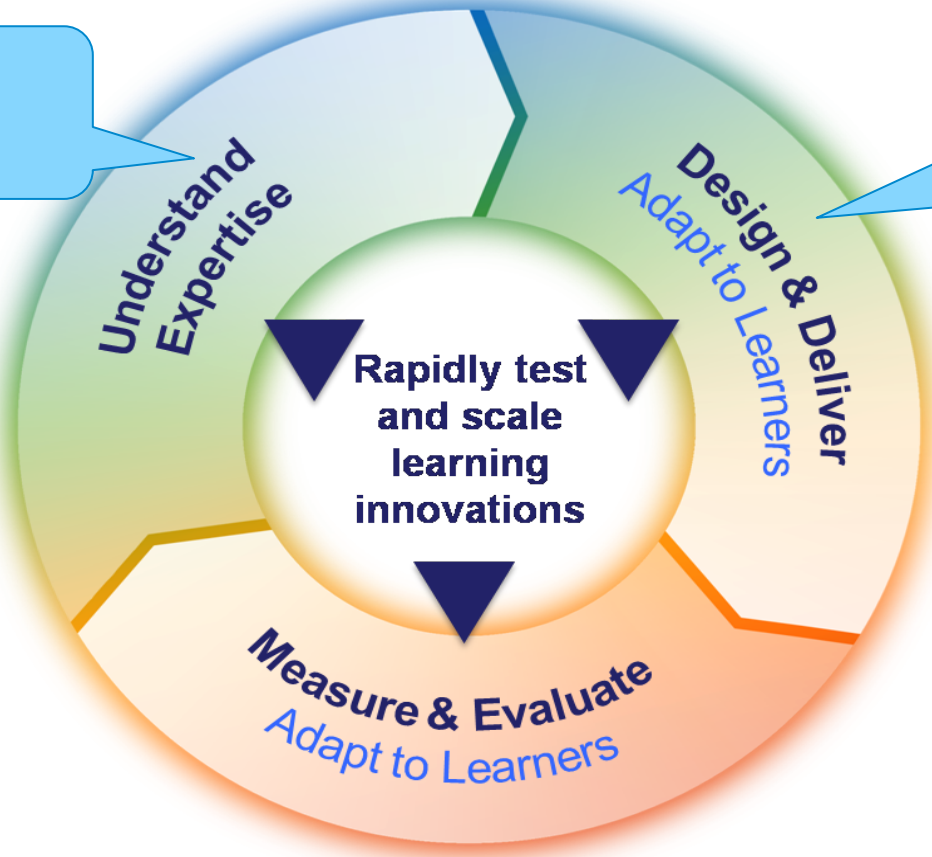 Understand
Expertise
Design & Deliver
Adapt to Learners
Rapidly test
and scale
learning
innovations
Measure & Evaluate
Adapt to Learners